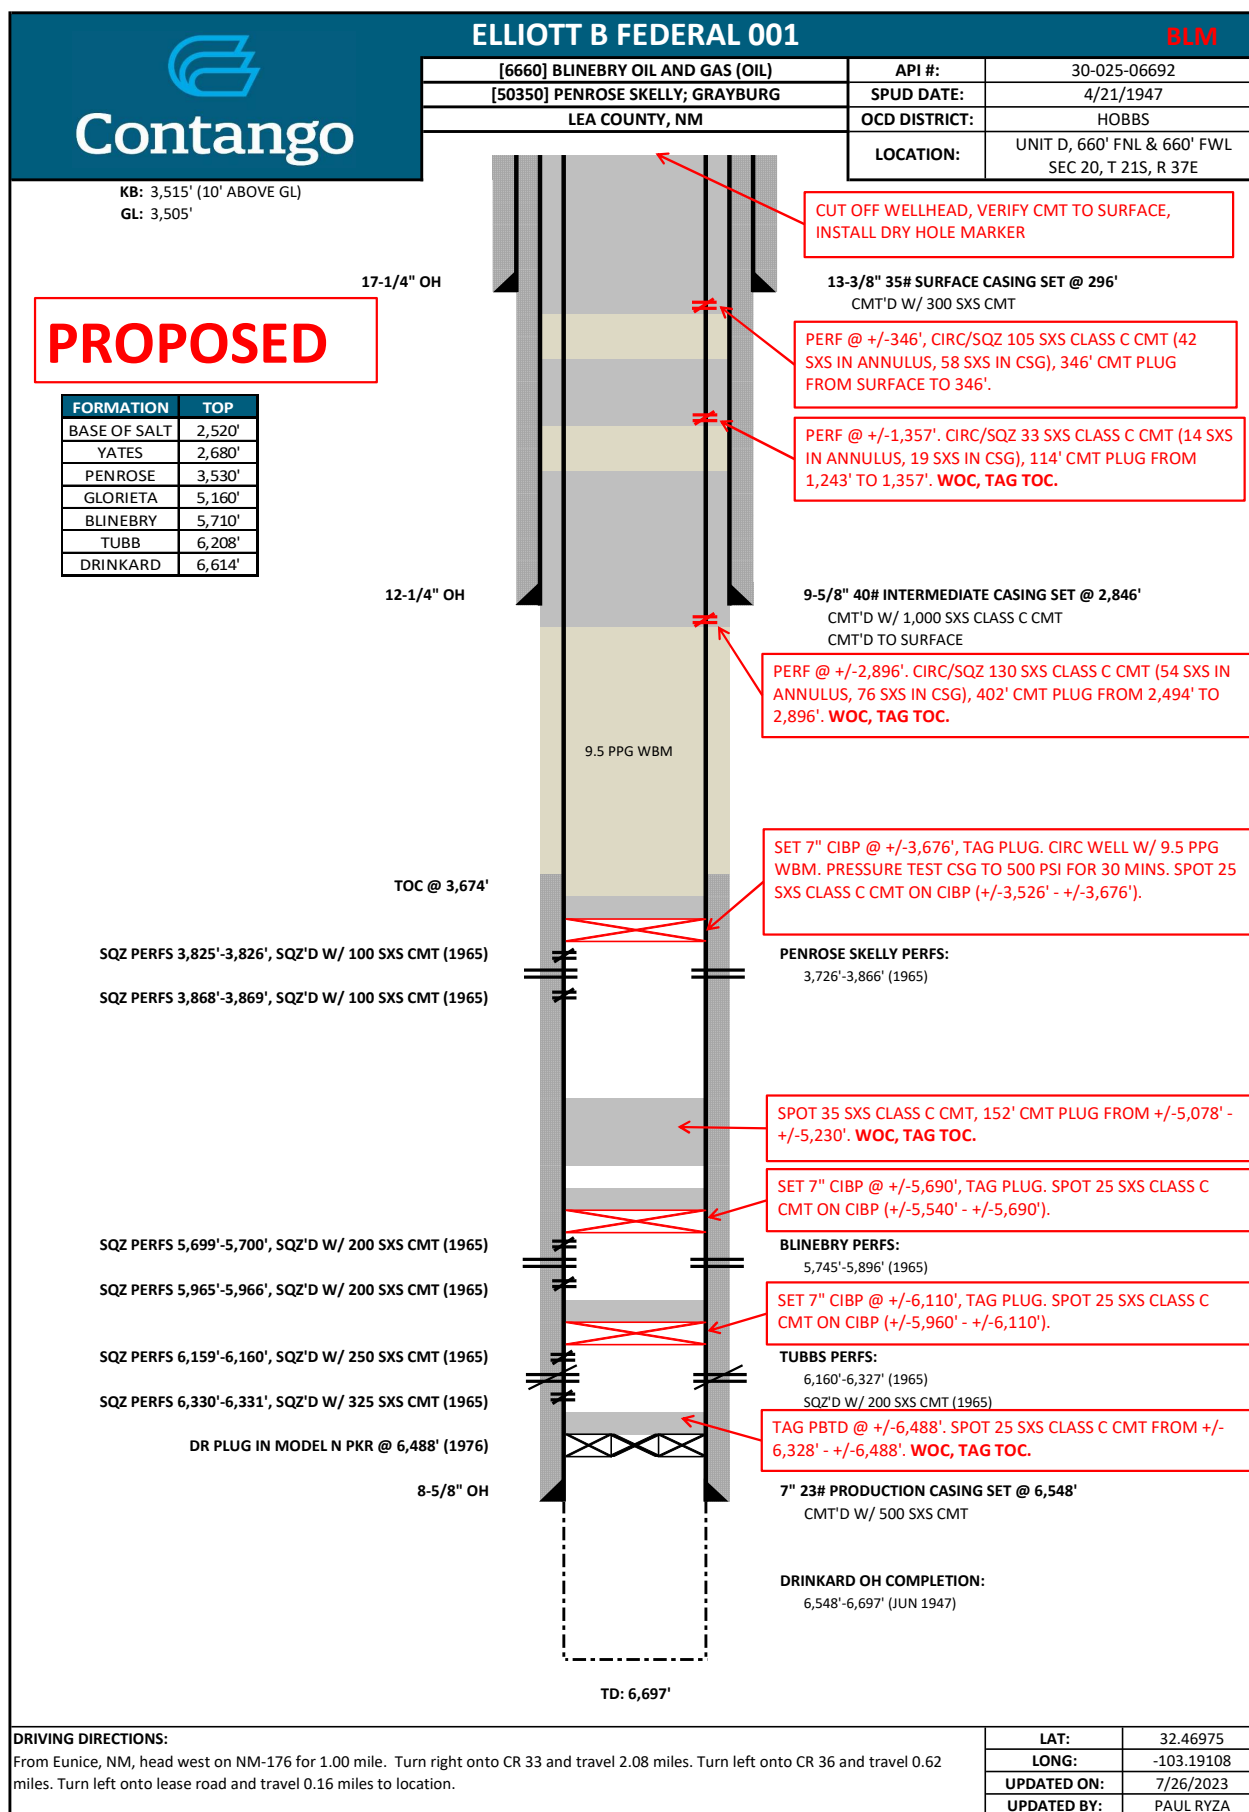 ELLIOTT B FEDERAL 001
BLM
Contango
[6660] BLINEBRY OIL AND GAS (OIL)
API #:
30-025-06692
[50350] PENROSE SKELLY; GRAYBURG
SPUD DATE:
4/21/1947
LEA COUNTY, NM
OCD DISTRICT:
HOBBS
LOCATION:
UNIT D, 660' FNL & 660' FWL
SEC 20, T 21S, R 37E
KB: 3,515' (10' ABOVE GL)
GL: 3,505'
CUT OFF WELLHEAD, VERIFY CMT TO SURFACE,
INSTALL DRY HOLE MARKER
17-1/4" OH
13-3/8" 35# SURFACE CASING SET @ 296'
CMT'D W/ 300 SXS CMT
PROPOSED
PERF @ +/-346', CIRC/SQZ 105 SXS CLASS C CMT (42
SXS IN ANNULUS, 58 SXS IN CSG), 346' CMT PLUG
FROM SURFACE TO 346'.
FORMATION TOP
BASE OF SALT 2,520'
YATES 2,680'
PENROSE 3,530'
GLORIETA 5,160'
BLINEBRY 5,710'
TUBB 6,208'
DRINKARD 6,614'
PERF @ +/-1,357'. CIRC/SQZ 33 SXS CLASS C CMT (14 SXS
IN ANNULUS, 19 SXS IN CSG), 114' CMT PLUG FROM
1,243' TO 1,357'. WOC, TAG TOC.
12-1/4" OH
9-5/8" 40# INTERMEDIATE CASING SET @ 2,846'
CMT'D W/ 1,000 SXS CLASS C CMT
CMT'D TO SURFACE
PERF @ +/-2,896'. CIRC/SQZ 130 SXS CLASS C CMT (54 SXS IN
ANNULUS, 76 SXS IN CSG), 402' CMT PLUG FROM 2,494' TO
2,896'. WOC, TAG TOC.
9.5 PPG WBM
SET 7" CIBP @ +/-3,676', TAG PLUG. CIRC WELL W/ 9.5 PPG
WBM. PRESSURE TEST CSG TO 500 PSI FOR 30 MINS. SPOT 25
SXS CLASS C CMT ON CIBP (+/-3,526' - +/-3,676').
TOC @ 3,674'
SQZ PERFS 3,825'-3,826', SQZ'D W/ 100 SXS CMT (1965)
PENROSE SKELLY PERFS:
3,726'-3,866' (1965)
SQZ PERFS 3,868'-3,869', SQZ'D W/ 100 SXS CMT (1965)
SPOT 35 SXS CLASS C CMT, 152' CMT PLUG FROM +/-5,078' -
+/-5,230'. WOC, TAG TOC.
SET 7" CIBP @ +/-5,690', TAG PLUG. SPOT 25 SXS CLASS C
CMT ON CIBP (+/-5,540' - +/-5,690').
SQZ PERFS 5,699'-5,700', SQZ'D W/ 200 SXS CMT (1965)
BLINEBRY PERFS:
5,745'-5,896' (1965)
SQZ PERFS 5,965'-5,966', SQZ'D W/ 200 SXS CMT (1965)
SET 7" CIBP @ +/-6,110', TAG PLUG. SPOT 25 SXS CLASS C
CMT ON CIBP (+/-5,960' - +/-6,110').
SQZ PERFS 6,159'-6,160', SQZ'D W/ 250 SXS CMT (1965)
TUBBS PERFS:
6,160'-6,327' (1965)
SQZ'D W/ 200 SXS CMT (1965)
SQZ PERFS 6,330'-6,331', SQZ'D W/ 325 SXS CMT (1965)
TAG PBTD @ +/-6,488'. SPOT 25 SXS CLASS C CMT FROM +/-
6,328' - +/-6,488'. WOC, TAG TOC.
DR PLUG IN MODEL N PKR @ 6,488' (1976)
8-5/8" OH
7" 23# PRODUCTION CASING SET @ 6,548'
CMT'D W/ 500 SXS CMT
DRINKARD OH COMPLETION:
6,548'-6,697' (JUN 1947)
TD: 6,697'
DRIVING DIRECTIONS:
From Eunice, NM, head west on NM-176 for 1.00 mile. Turn right onto CR 33 and travel 2.08 miles. Turn left onto CR 36 and travel 0.62
miles. Turn left onto lease road and travel 0.16 miles to location.
LAT: 32.46975
LONG: -103.19108
UPDATED ON: 7/26/2023
UPDATED BY: PAUL RYZA